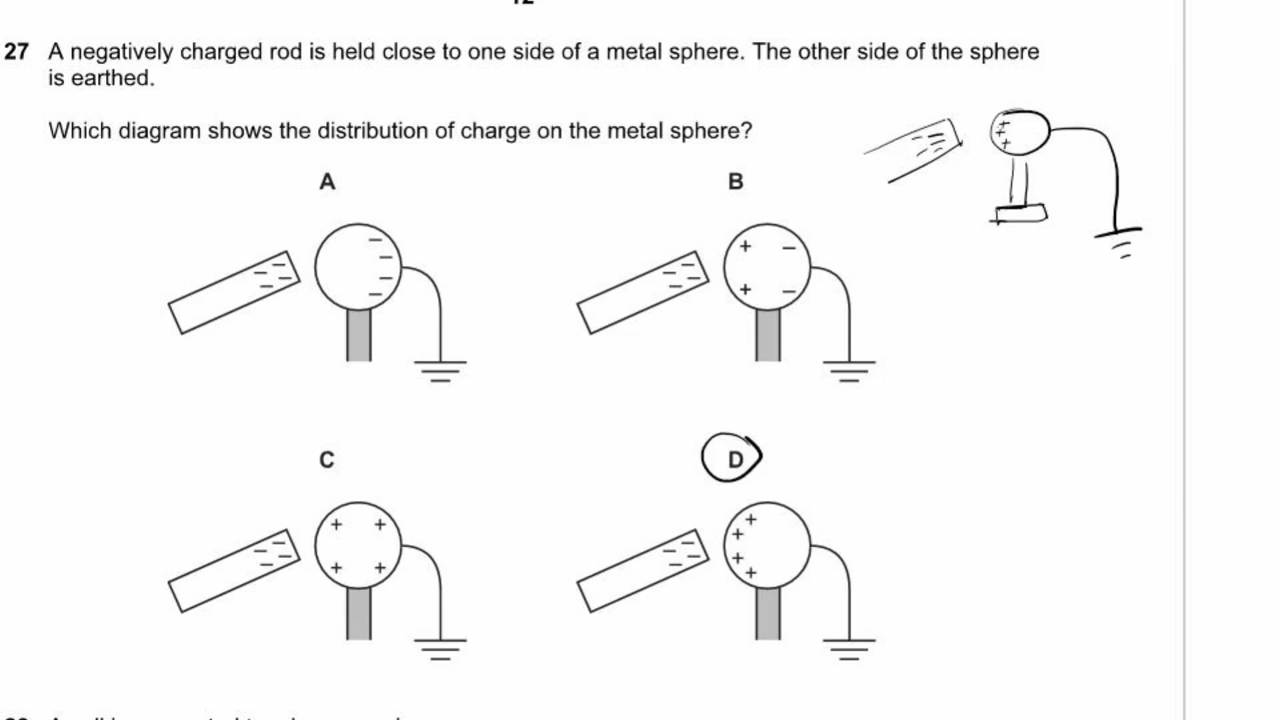 27 A negatively charged rod is held close to one side of a metal sphere. The other side of the sphere
is earthed.
Which diagram shows the distribution of charge on the metal sphere?
A
B
C
D